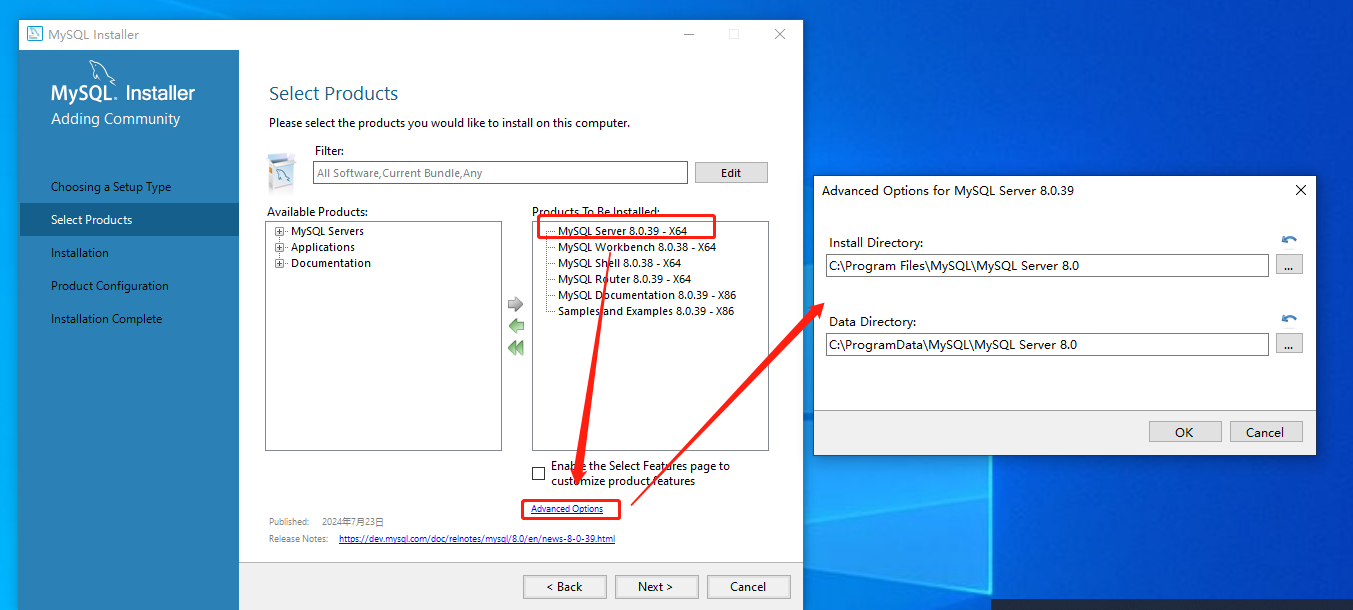 MySQL Installer
MySQL. Installer
Adding Community
Choosing a Setup Type
Select Products
Installation
Product Configuration
Installation Complete
Select Products
Please select the products you would like to install on this computer.
Filter:
All Software,Current Bundle,Any
Edit
Available Products:
MySQL Servers
Applications
Documentation
Products To Be Installed:
MySQL Server 8.0.39 - X64
MySQL Workbench 8.0.38 - X64
MySQL Shell 8.0.38 - X64
MySQL Router 8.0.39 - X64
MySQL Documentation 8.0.39 - X86
Samples and Examples 8.0.39 - X86
Enable the Select Features page to
customize product features
Advanced Options
Published: 2024年7月23日
Release Notes: https://dev.mysql.com/doc/relnotes/mysql/8.0/en/news-8-0-39.html
< Back
Next >
Cancel
Advanced Options for MySQL Server 8.0.39
Install Directory:
C:\Program Files\MySQL\MySQL Server 8.0
...
Data Directory:
C:\ProgramData\MySQL\MySQL Server 8.0
...
OK
Cancel